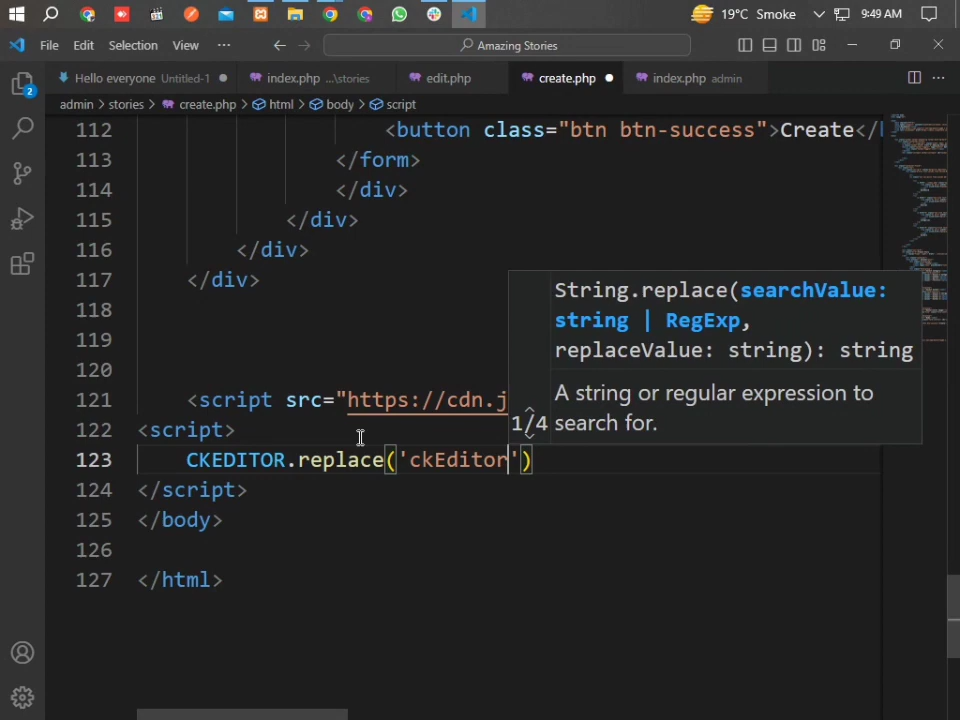 19°C Smoke
9:49 AM
File Edit Selection View ···
Amazing Stories
Hello everyone Untitled-1
index.php ...\stories
edit.php
create.php
index.php admin
admin > stories > create.php > html > body > script
112 <button class="btn btn-success">Create</
113 </form>
114 </div>
115 </div>
116 </div>
117 </div>
118
119
120
121 <script src="https://cdn.j
122 <script>
123 CKEDITOR.replace('ckEditor')
124 </script>
125 </body>
126
127 </html>
String.replace(searchValue:
string | RegExp,
replaceValue: string): string
1/4
A string or regular expression to
search for.
2